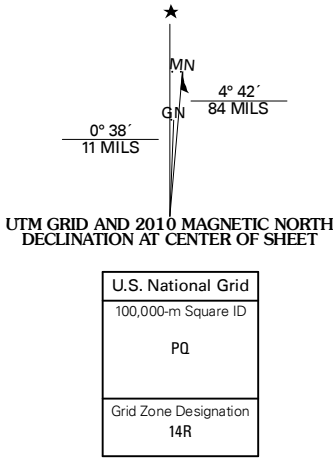 ★
MN
4° 42´
84 MILS
GN
0° 38´
11 MILS
UTM GRID AND 2010 MAGNETIC NORTH
DECLINATION AT CENTER OF SHEET
U.S. National Grid
100,000-m Square ID
PQ
Grid Zone Designation
14R